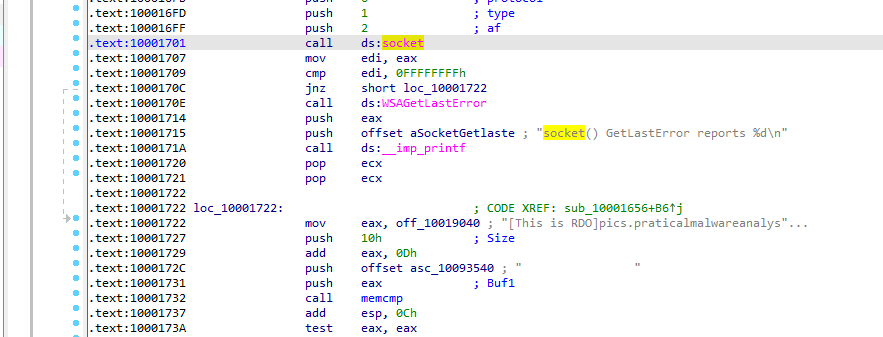 .text:100016FD push 6 ; protocol
.text:100016FF push 1 ; type
.text:100016FF push 2 ; af
.text:10001701 call ds:socket
.text:10001707 mov edi, eax
.text:10001709 cmp edi, 0FFFFFFFFh
.text:1000170C jnz short loc_10001722
.text:1000170E call ds:WSAGetLastError
.text:10001714 push eax
.text:10001715 push offset aSocketGetlaste ; "socket() GetLastError reports %d\n"
.text:1000171A call ds:__imp_printf
.text:10001720 pop ecx
.text:10001721 pop ecx
.text:10001722
.text:10001722 loc_10001722: ; CODE XREF: sub_10001656+B6↑j
.text:10001722 mov eax, off_10019040 ; "[This is RDO]pics.praticalmalwareanalys"...
.text:10001727 push 10h ; Size
.text:10001729 add eax, 0Dh
.text:1000172C push offset asc_10093540 ; " "
.text:10001731 push eax ; Buf1
.text:10001732 call memcmp
.text:10001737 add esp, 0Ch
.text:1000173A test eax, eax